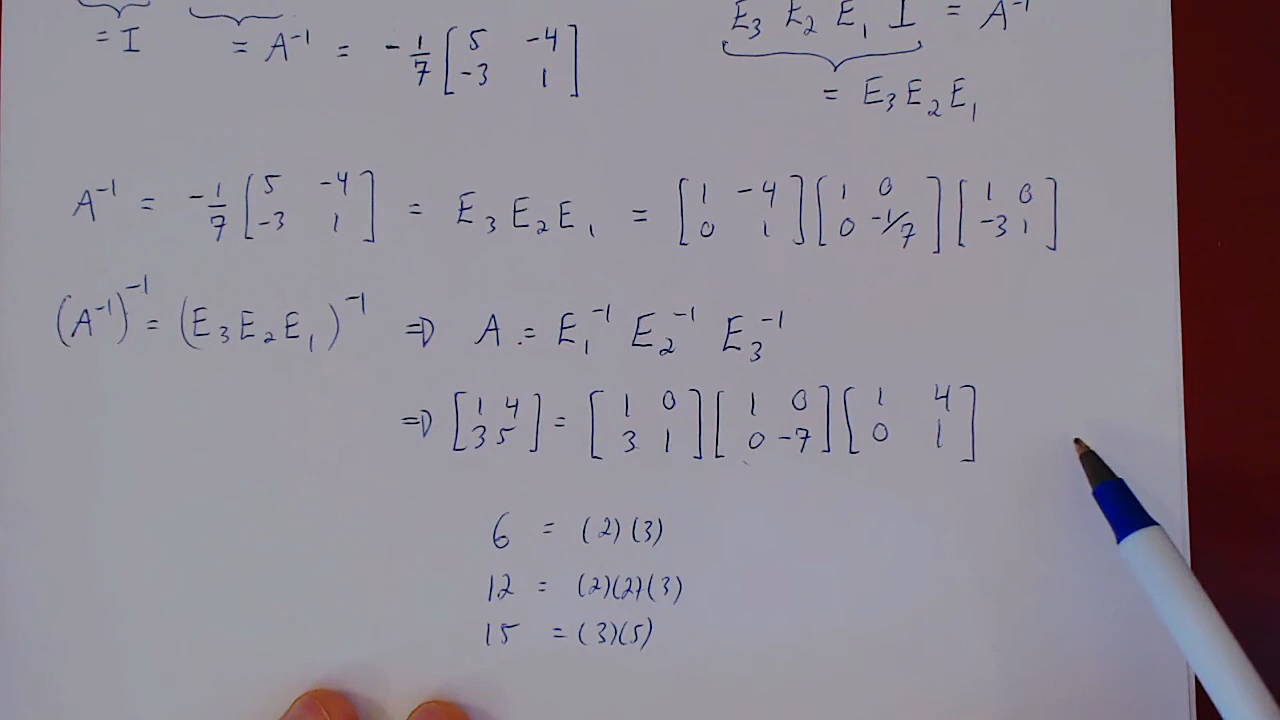 = I = A⁻¹ = -1/7 [5 -4; -3 1]
E₃ E₂ E₁ I = A⁻¹
= E₃ E₂ E₁
A⁻¹ = -1/7 [5 -4; -3 1] = E₃ E₂ E₁ = [1 -4; 0 1] [1 0; 0 -1/7] [1 0; -3 1]
(A⁻¹)⁻¹ = (E₃ E₂ E₁)⁻¹ ⇒ A = E₁⁻¹ E₂⁻¹ E₃⁻¹
⇒ [1 4; 3 5] = [1 0; 3 1] [1 0; 0 -7] [1 4; 0 1]
6 = (2)(3)
12 = (2)(2)(3)
15 = (3)(5)